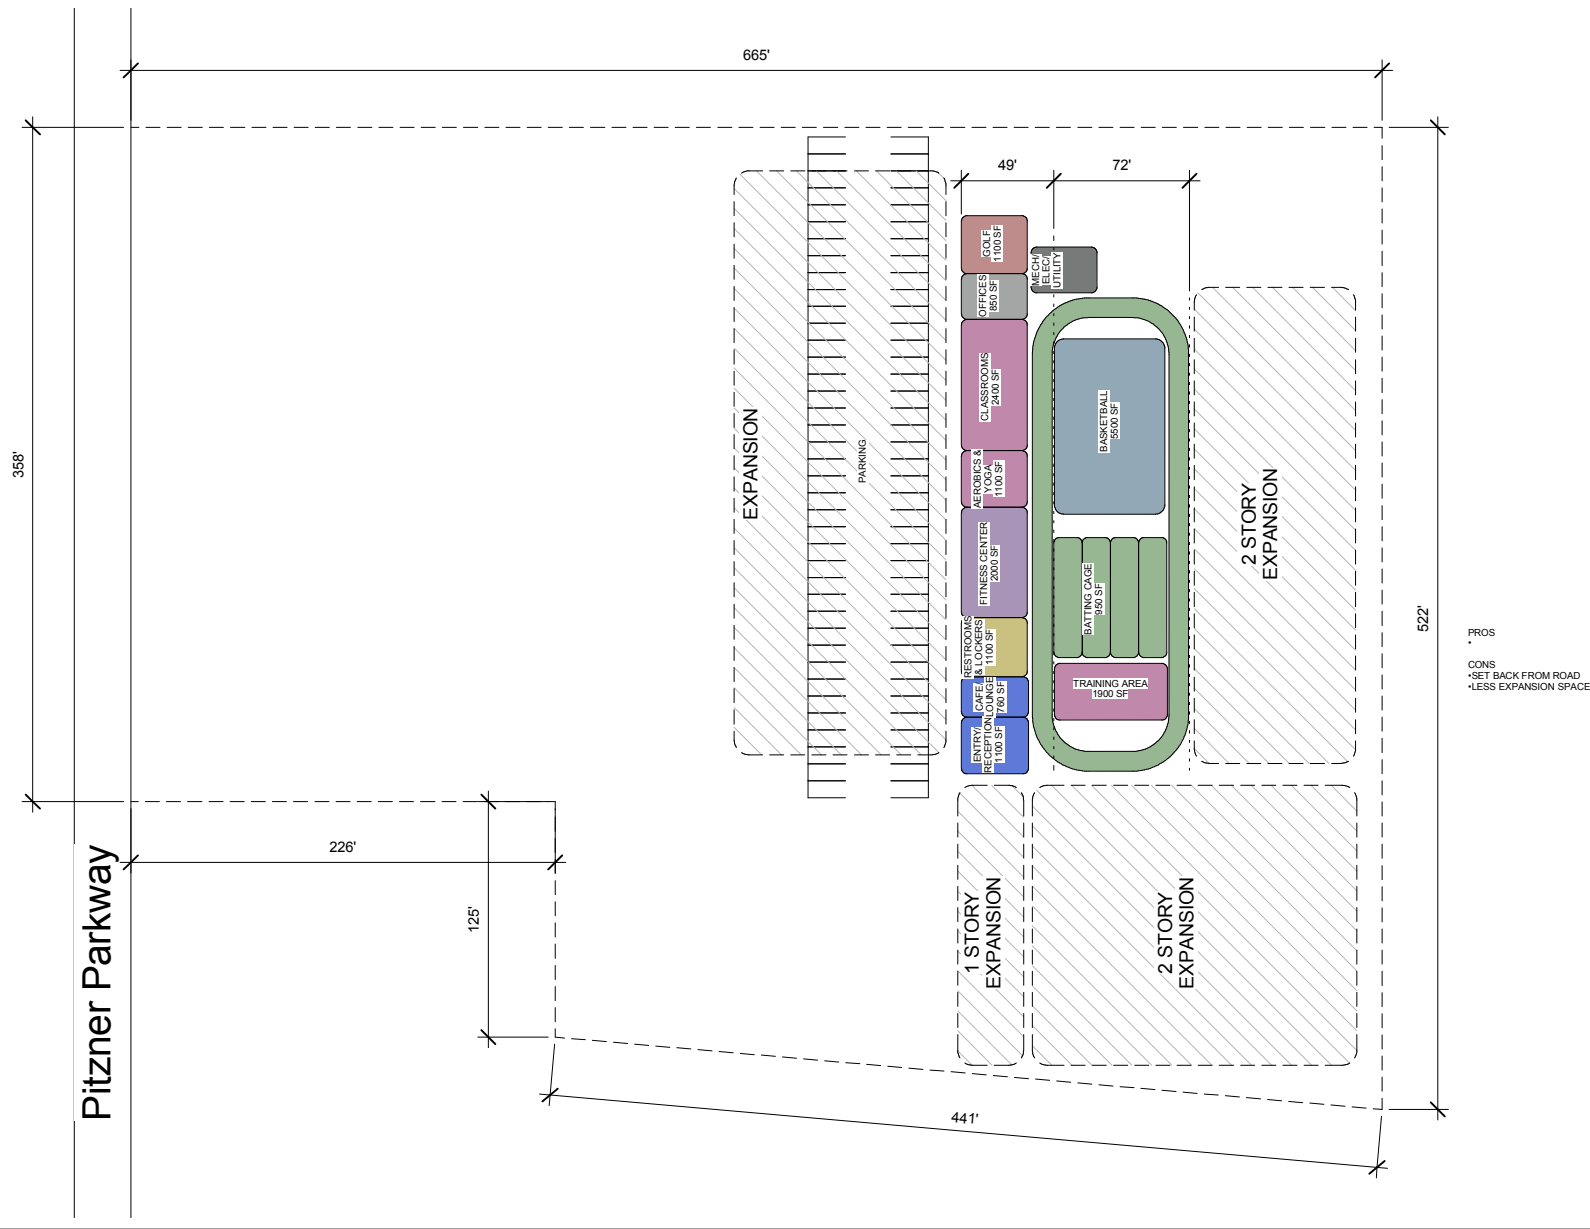 665'
49'
72'
358'
522'
226'
125'
441'
Pitzner Parkway
EXPANSION
PARKING
GOLF
1100 SF
OFFICES
850 SF
MECH/
ELEC/
UTILITY
CLASSROOMS
2400 SF
AEROBICS &
YOGA
1100 SF
FITNESS CENTER
2000 SF
RESTROOMS
& LOCKERS
1100 SF
CAFE/
LOUNGE
760 SF
ENTRY/
RECEPTION
1100 SF
BASKETBALL
5500 SF
BATTING CAGE
950 SF
TRAINING AREA
1900 SF
2 STORY
EXPANSION
1 STORY
EXPANSION
2 STORY
EXPANSION
PROS
•
CONS
•SET BACK FROM ROAD
•LESS EXPANSION SPACE